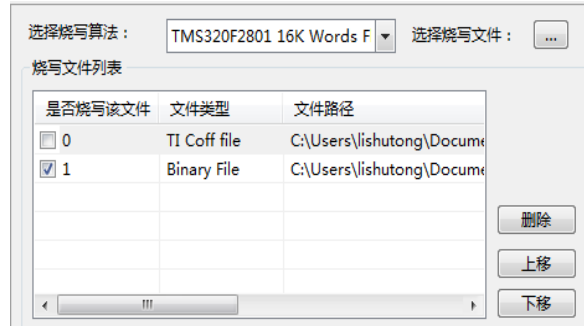 选择烧写算法： TMS320F2801 16K Words F 选择烧写文件： ...
烧写文件列表
是否烧写该文件 文件类型 文件路径
0 TI Coff file C:\Users\lishutong\Docume
1 Binary File C:\Users\lishutong\Docume
删除
上移
下移